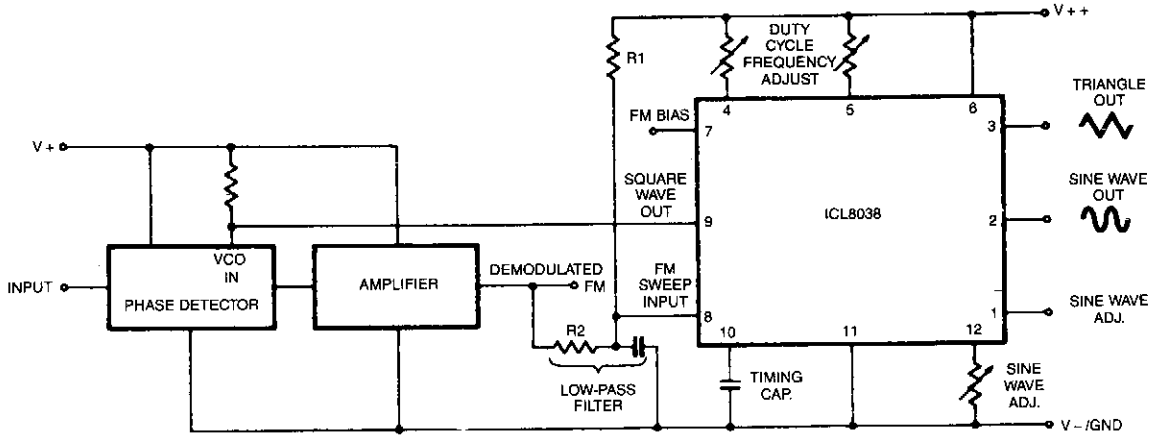 V++
R1
DUTY
CYCLE
FREQUENCY
ADJUST
4
5
6
TRIANGLE
OUT
FM BIAS
7
3
V+
SQUARE
WAVE
OUT
9
ICL8038
2
SINE WAVE
OUT
VCO
IN
INPUT
PHASE DETECTOR
AMPLIFIER
DEMODULATED
FM
FM
SWEEP
INPUT
8
10
11
12
1
SINE WAVE
ADJ.
R2
LOW-PASS
FILTER
TIMING
CAP.
SINE
WAVE
ADJ.
V-/GND